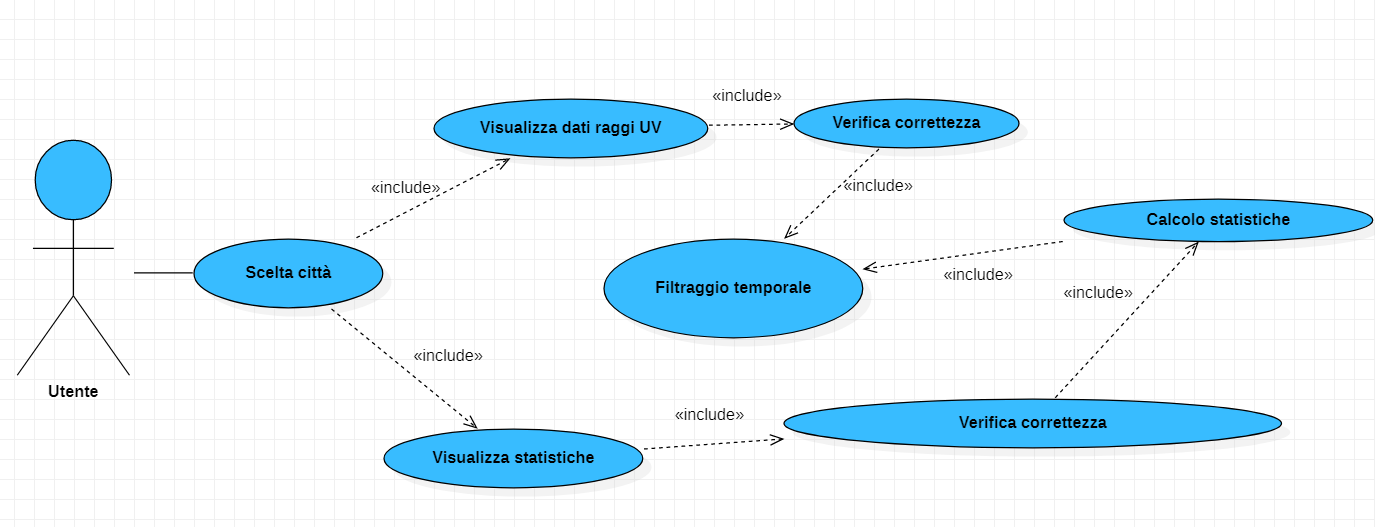 «include»
Visualizza dati raggi UV
Verifica correttezza
«include»
«include»
Calcolo statistiche
Scelta città
«include»
Filtraggio temporale
«include»
«include»
Utente
«include»
Verifica correttezza
Visualizza statistiche